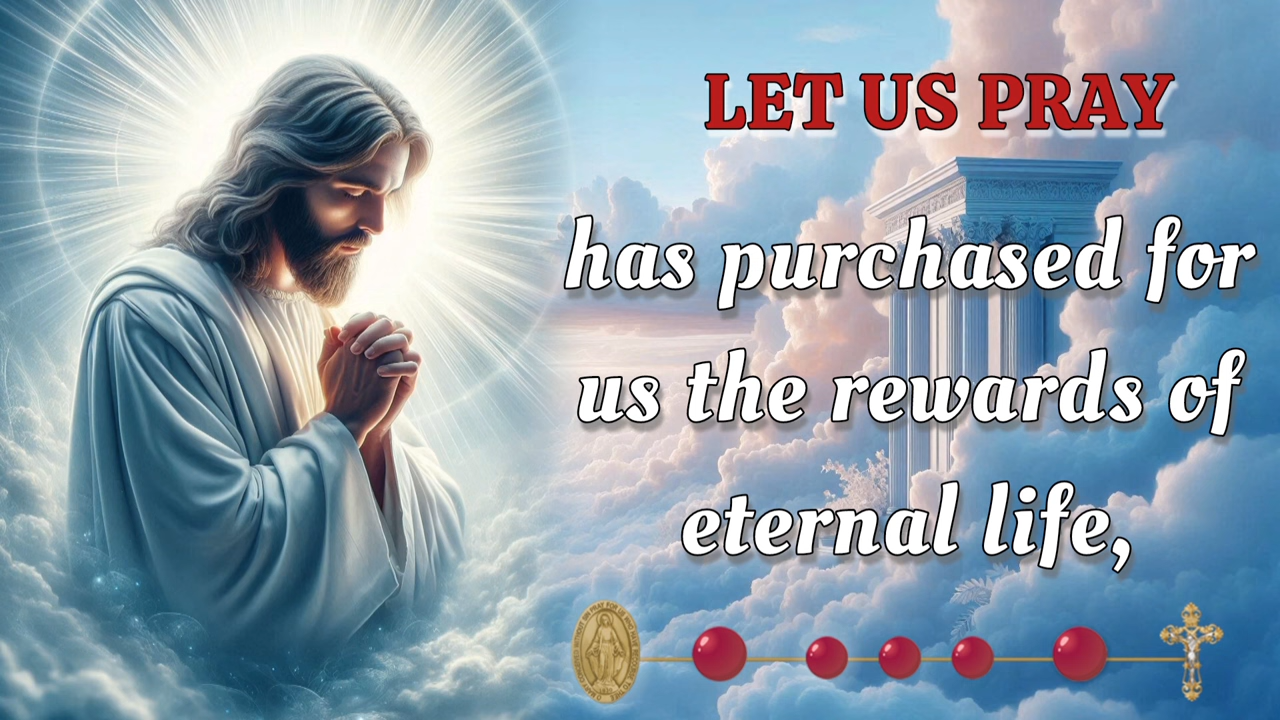 LET US PRAY
has purchased for
us the rewards of
eternal life,